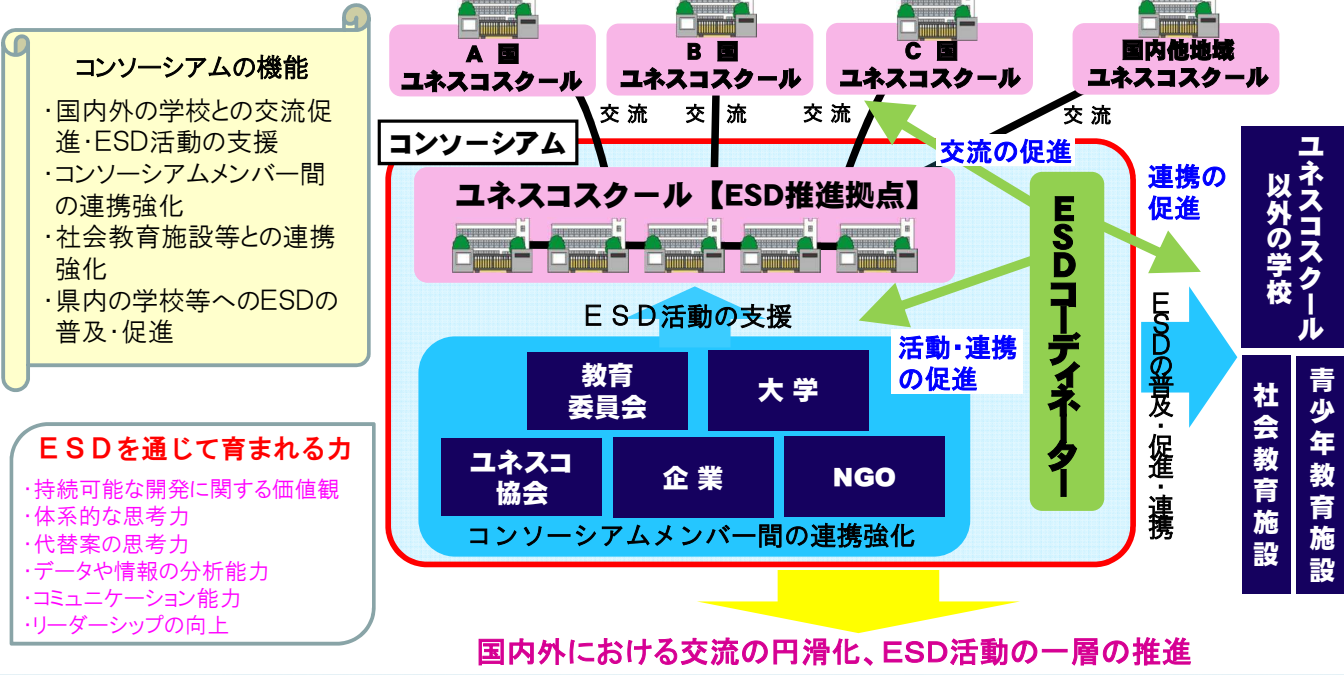 コンソーシアムの機能
・国内外の学校との交流促
進・ESD活動の支援
・コンソーシアムメンバー間
の連携強化
・社会教育施設等との連携
強化
・県内の学校等へのESDの
普及・促進
ESDを通じて育まれる力
・持続可能な開発に関する価値観
・体系的な思考力
・代替案の思考力
・データや情報の分析能力
・コミュニケーション能力
・リーダーシップの向上
A 国
ユネスコスクール
B 国
ユネスコスクール
C 国
ユネスコスクール
国内他地域
ユネスコスクール
交 流
交 流
交 流
交 流
コンソーシアム
交流の促進
ユネスコスクール【ESD推進拠点】
ESD活動の支援
活動・連携
の促進
教育
委員会
大 学
ユネスコ
協会
企 業
NGO
コンソーシアムメンバー間の連携強化
ESDコーディネーター
連携の
促進
ESDの普及・促進・連携
ユネスコスクール
以外の学校
社会教育施設
青少年教育施設
国内外における交流の円滑化、ESD活動の一層の推進